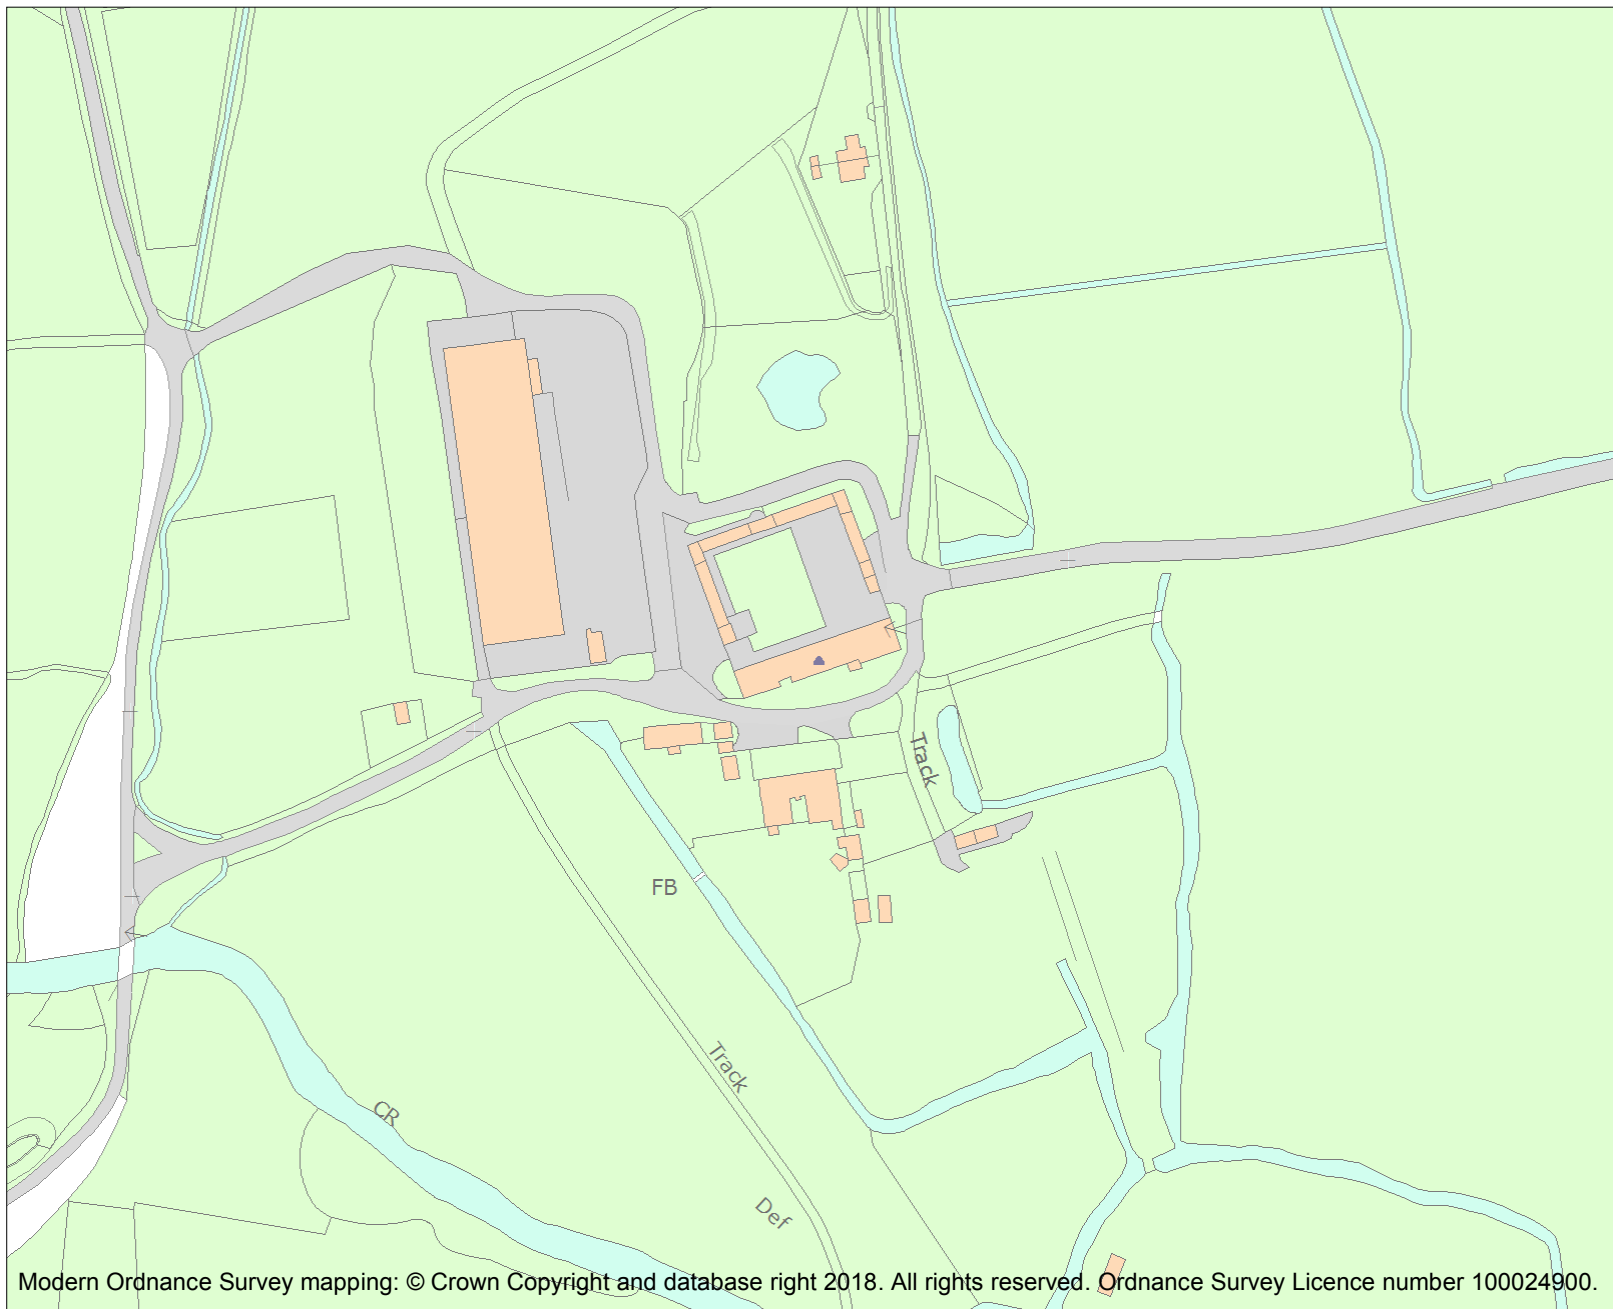 Track
FB
Track
CR
Def
Modern Ordnance Survey mapping: © Crown Copyright and database right 2018. All rights reserved. Ordnance Survey Licence number 100024900.